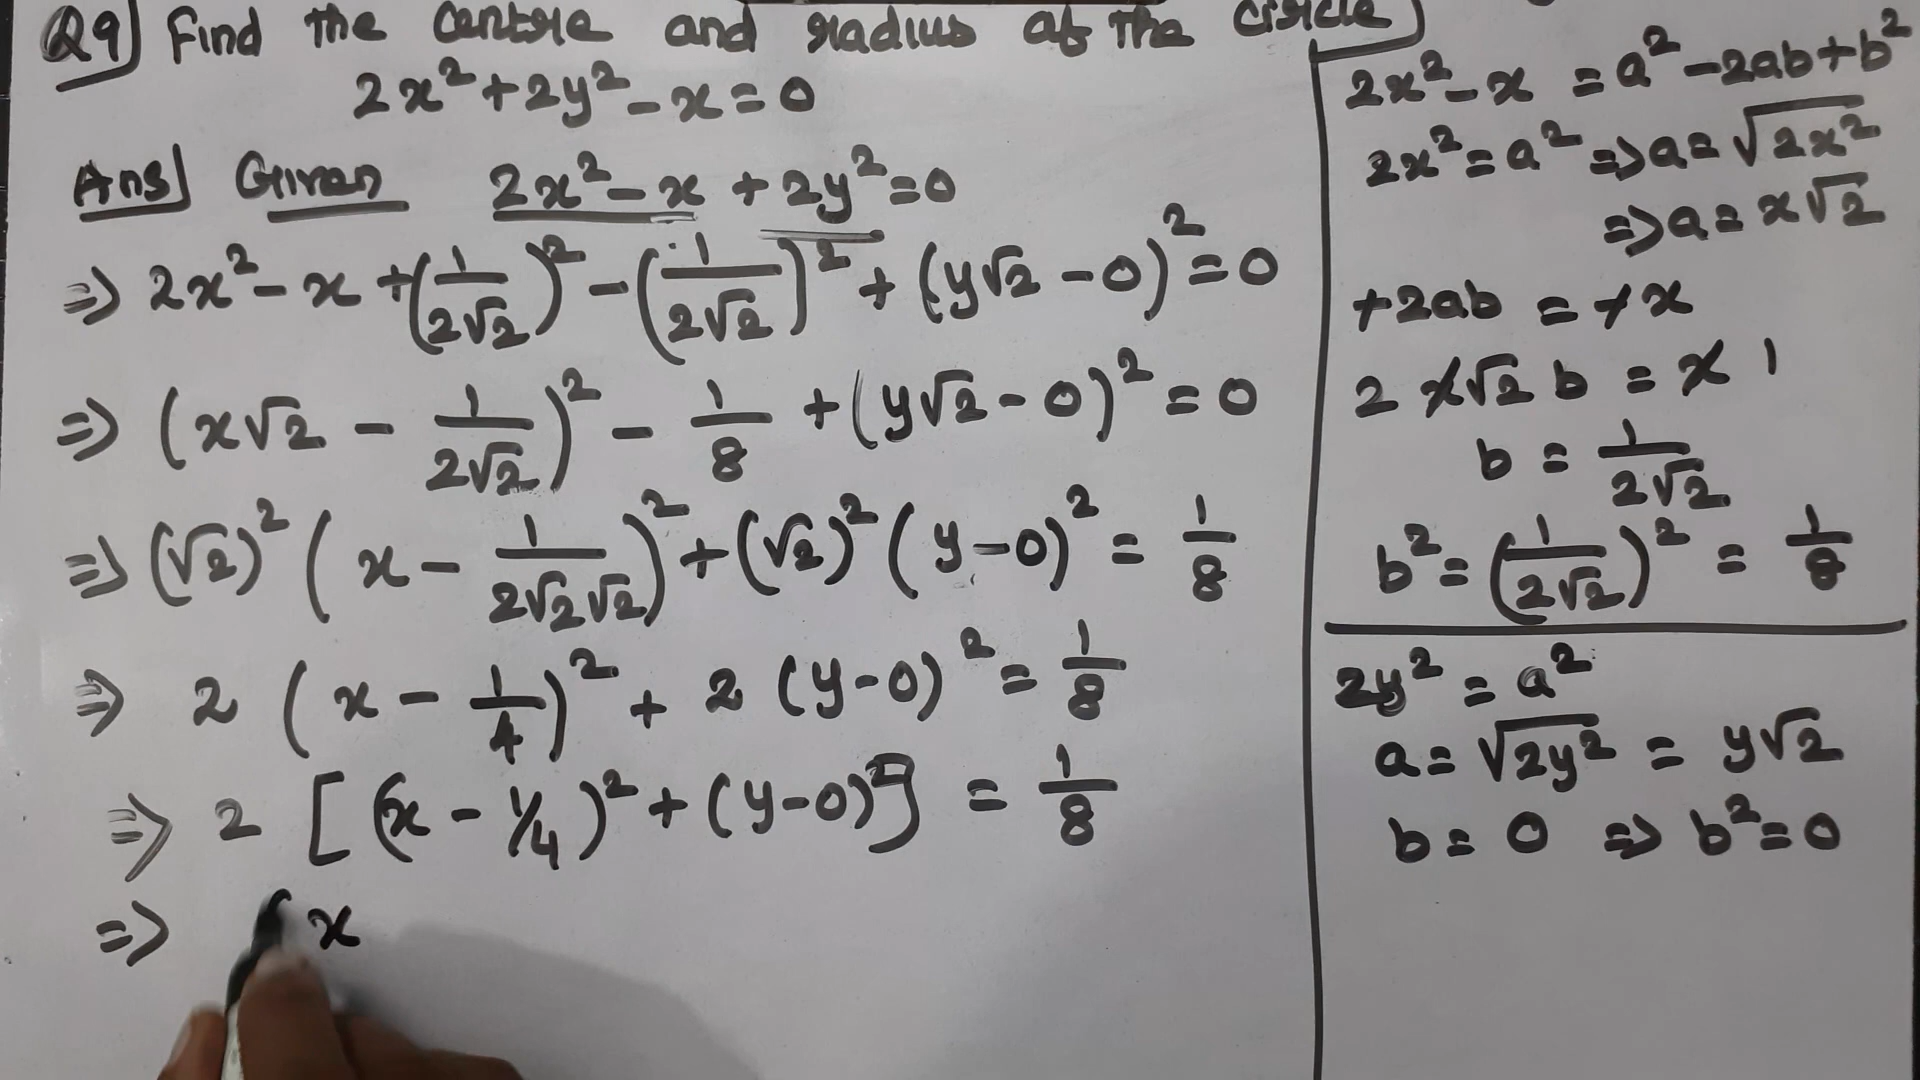 Q9) Find the centre and radius of the circle
2x²+2y²-x=0
Ans) Given 2x²-x+2y²=0
=> 2x²-x+(1/2√2)²-(1/2√2)²+(y√2-0)²=0
=> (x√2-1/2√2)²-1/8+(y√2-0)²=0
=> (√2)²(x-1/2√2√2)²+(√2)²(y-0)²=1/8
=> 2(x-1/4)²+2(y-0)²=1/8
=> 2[(x-1/4)²+(y-0)²]=1/8
=> (x
2x²-x=a²-2ab+b²
2x²=a²=>a=√2x²
=>a=x√2
+2ab=+x
2x√2b=x1
b=1/2√2
b²=(1/2√2)²=1/8
2y²=a²
a=√2y²=y√2
b=0=>b²=0